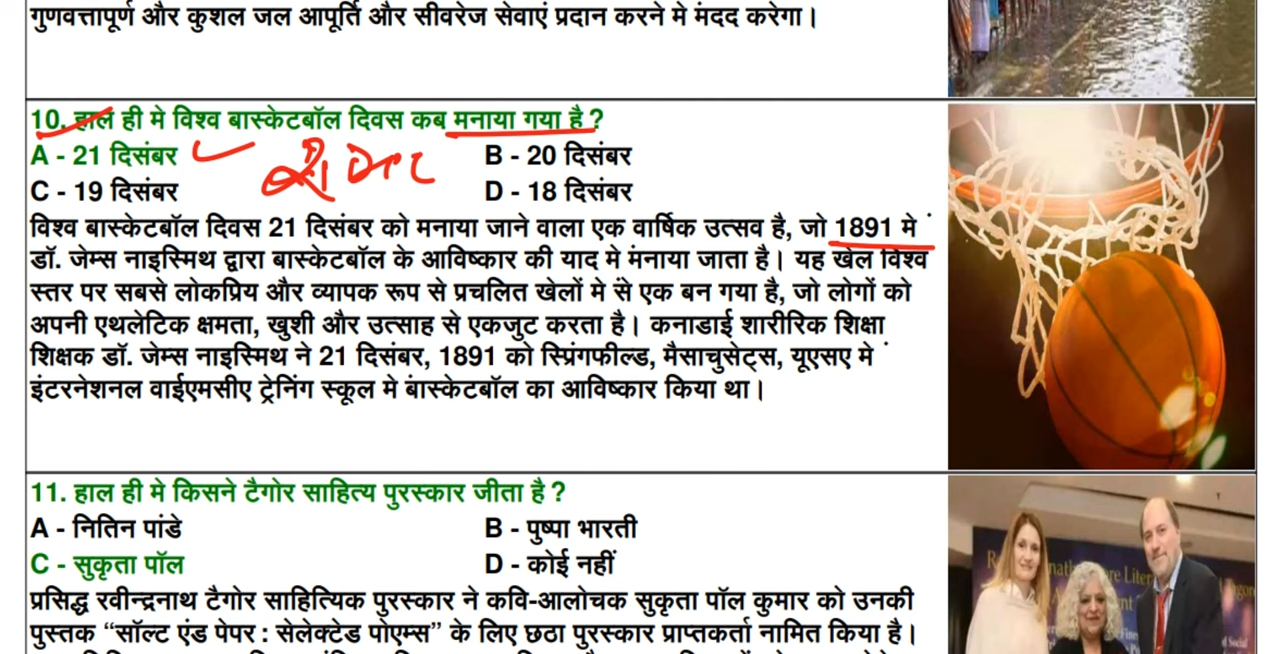 गुणवत्तापूर्ण और कुशल जल आपूर्ति और सीवरेज सेवाएं प्रदान करने मे मंदद करेगा।
10. हाल ही मे विश्व बास्केटबॉल दिवस कब मनाया गया है ?
A - 21 दिसंबर
B - 20 दिसंबर
C - 19 दिसंबर
D - 18 दिसंबर
विश्व बास्केटबॉल दिवस 21 दिसंबर को मनाया जाने वाला एक वार्षिक उत्सव है, जो 1891 मे ं
डॉ. जेम्स नाइस्मिथ द्वारा बास्केटबॉल के आविष्कार की याद मे मंनाया जाता है। यह खेल विश्व
स्तर पर सबसे लोकप्रिय और व्यापक रूप से प्रचलित खेलों मे सें एक बन गया है, जो लोगों को
अपनी एथलेटिक क्षमता, खुशी और उत्साह से एकजुट करता है। कनाडाई शारीरिक शिक्षा
शिक्षक डॉ. जेम्स नाइस्मिथ ने 21 दिसंबर, 1891 को स्प्रिंगफील्ड, मैसाचुसेट्स, यूएसए मे ं
इंटरनेशनल वाईएमसीए ट्रेनिंग स्कूल मे बांस्केटबॉल का आविष्कार किया था।
11. हाल ही मे किसने टैगोर साहित्य पुरस्कार जीता है ?
A - नितिन पांडे
B - पुष्पा भारती
C - सुकृता पॉल
D - कोई नहीं
प्रसिद्ध रवीन्द्रनाथ टैगोर साहित्यिक पुरस्कार ने कवि-आलोचक सुकृता पॉल कुमार को उनकी
पुस्तक “सॉल्ट एंड पेपर : सेलेक्टेड पोएम्स” के लिए छठा पुरस्कार प्राप्तकर्ता नामित किया है।